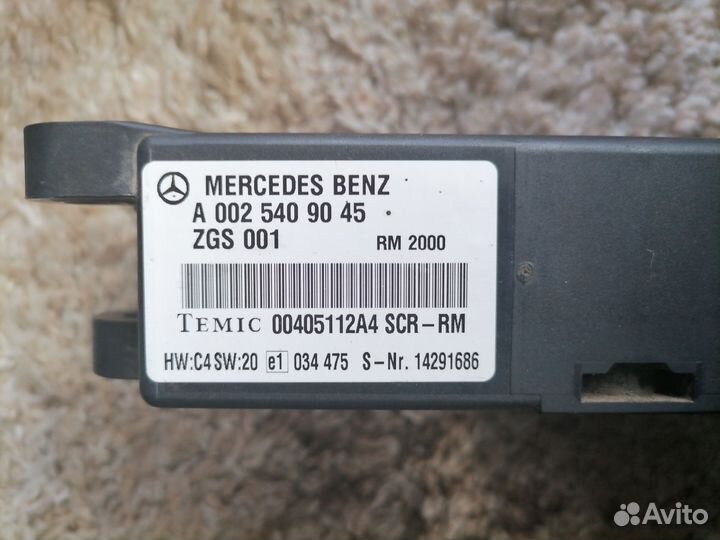 MERCEDES BENZ
A 002 540 90 45
ZGS 001 RM 2000
TEMIC 00405112A4 SCR-RM
HW:C4 SW:20 e1 034 475 S-Nr. 14291686
Avito